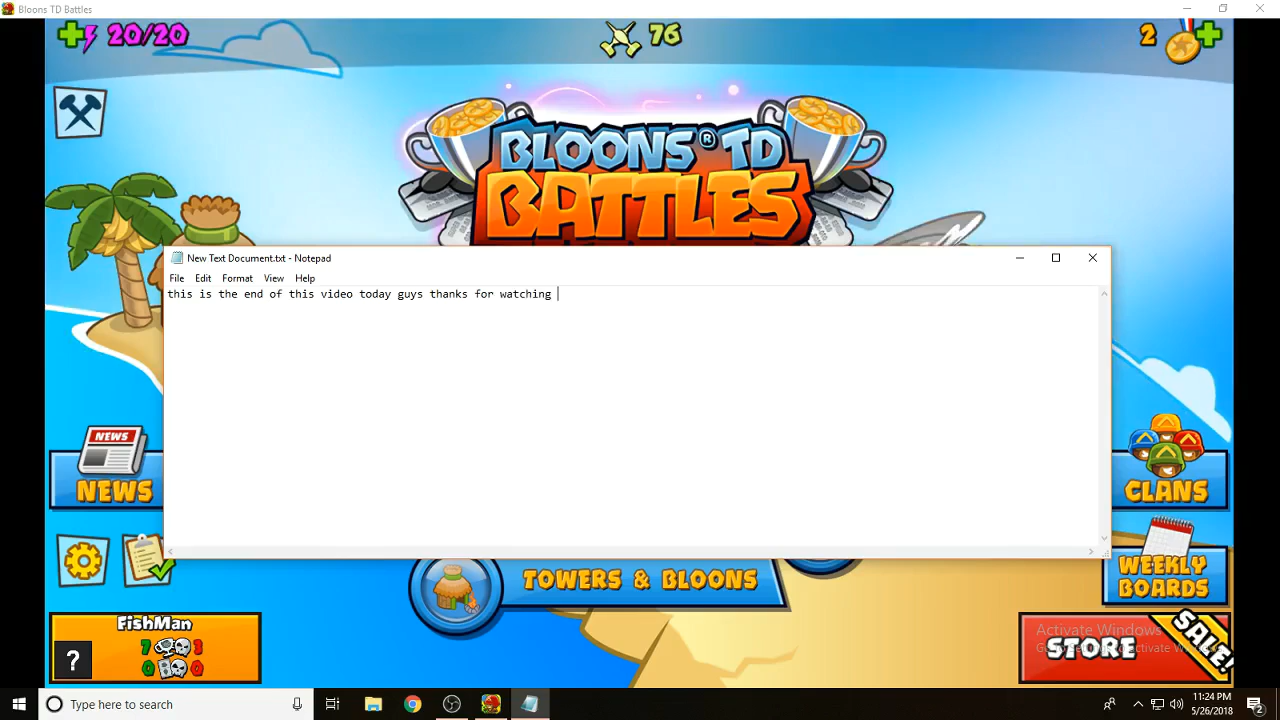 Bloons TD Battles
20/20
76
2
BLOONS® TD
BATTLES
New Text Document.txt - Notepad
File Edit Format View Help
this is the end of this video today guys thanks for watching
NEWS
NEWS
CLANS
TOWERS & BLOONS
WEEKLY
BOARDS
FishMan
7 3
0 0
?
Activate Windows
STORE
SALE!
Type here to search
11:24 PM
5/26/2018
2